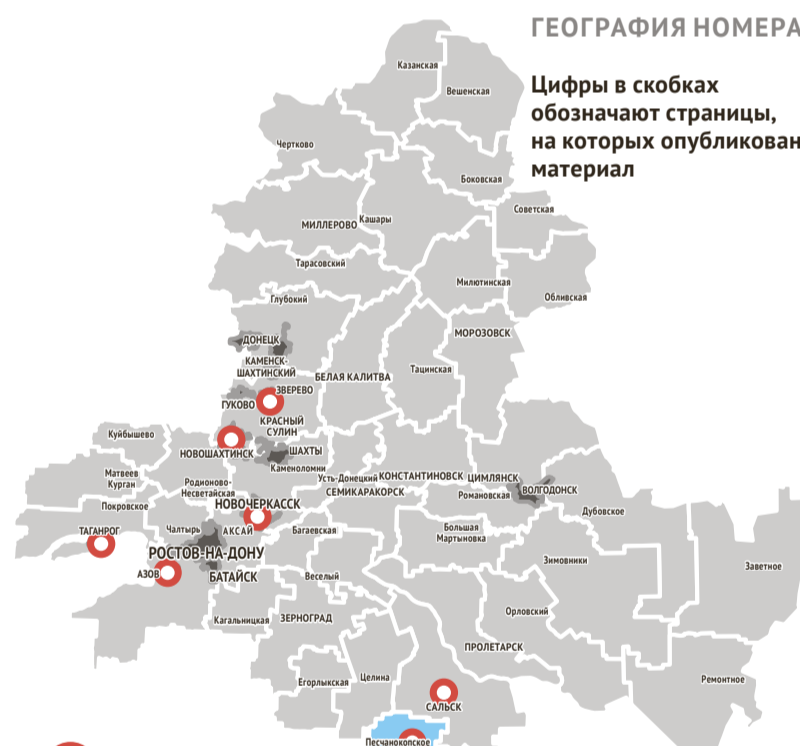 ГЕОГРАФИЯ НОМЕРА
Цифры в скобках
обозначают страницы,
на которых опубликован
материал
Казанская
Вешенская
Чертково
Боковская
Советская
МИЛЛЕРОВО
Кашары
Тарасовский
Милютинская
Обливская
Глубокий
МОРОЗОВСК
ДОНЕЦК
КАМЕНСК-
ШАХТИНСКИЙ
Тацинская
БЕЛАЯ КАЛИТВА
ЗВЕРЕВО
ГУКОВО
КРАСНЫЙ
СУЛИН
Куйбышево
НОВОШАХТИНСК
ШАХТЫ
Каменоломни
Матвеев
Курган
Родионово-
Несветайская
Усть-Донецкий
КОНСТАНТИНОВСК
ЦИМЛЯНСК
СЕМИКАРАКОРСК
Романовская
ВОЛГОДОНСК
Покровское
НОВОЧЕРКАССК
Дубовское
ТАГАНРОГ
Чалтырь
АКСАЙ
Багаевская
Большая
Мартыновка
РОСТОВ-НА-ДОНУ
Зимовники
Заветное
АЗОВ
БАТАЙСК
Веселый
Кагальницкая
ЗЕРНОГРАД
Орловский
ПРОЛЕТАРСК
Егорлыкская
Целина
Ремонтное
САЛЬСК
Песчанокопское